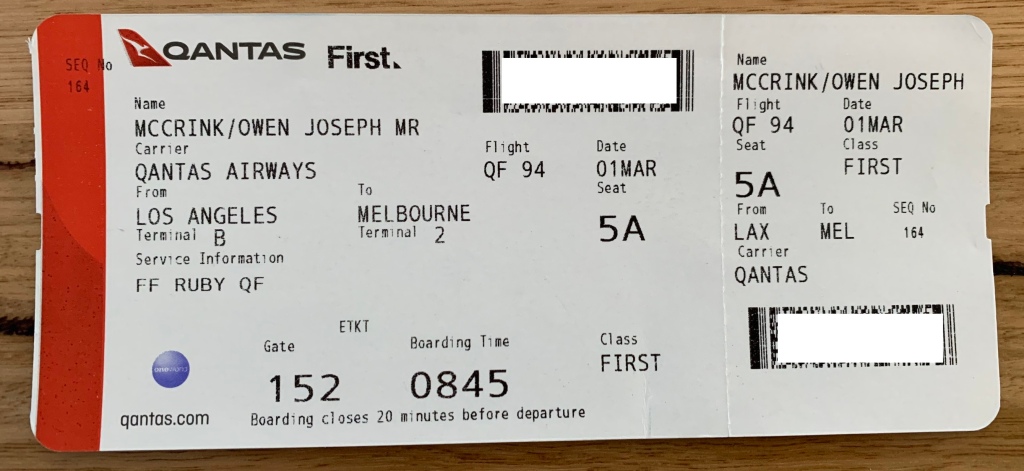 SEQ No
164
QANTAS First.
Name
MCCRINK/OWEN JOSEPH MR
Carrier
QANTAS AIRWAYS
Flight Date
QF 94 01MAR
From To Seat
LOS ANGELES MELBOURNE 5A
Terminal B Terminal 2
Service Information
FF RUBY QF
ETKT
Gate Boarding Time Class
152 0845 FIRST
Boarding closes 20 minutes before departure
oneworld
qantas.com
Name
MCCRINK/OWEN JOSEPH
Flight Date
QF 94 01MAR
Seat Class
5A FIRST
From To SEQ No
LAX MEL 164
Carrier
QANTAS